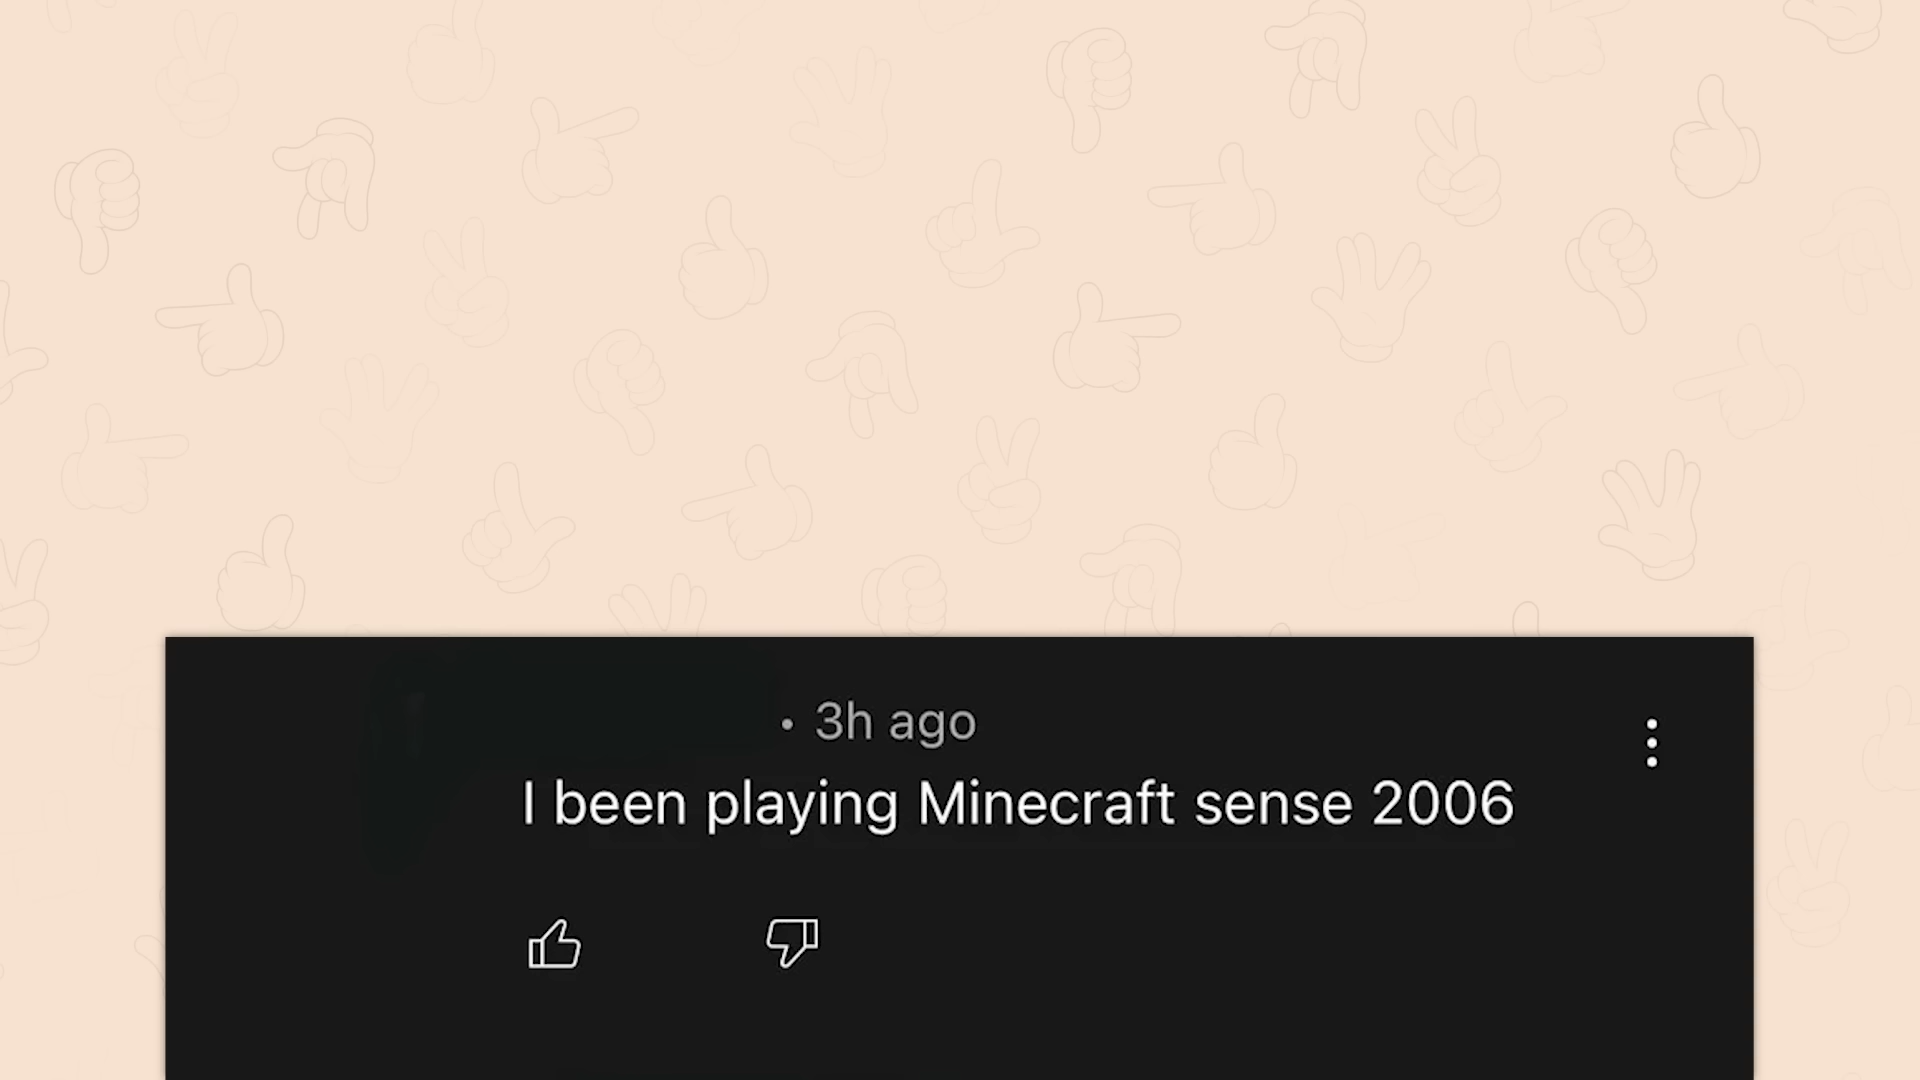 • 3h ago
I been playing Minecraft sense 2006